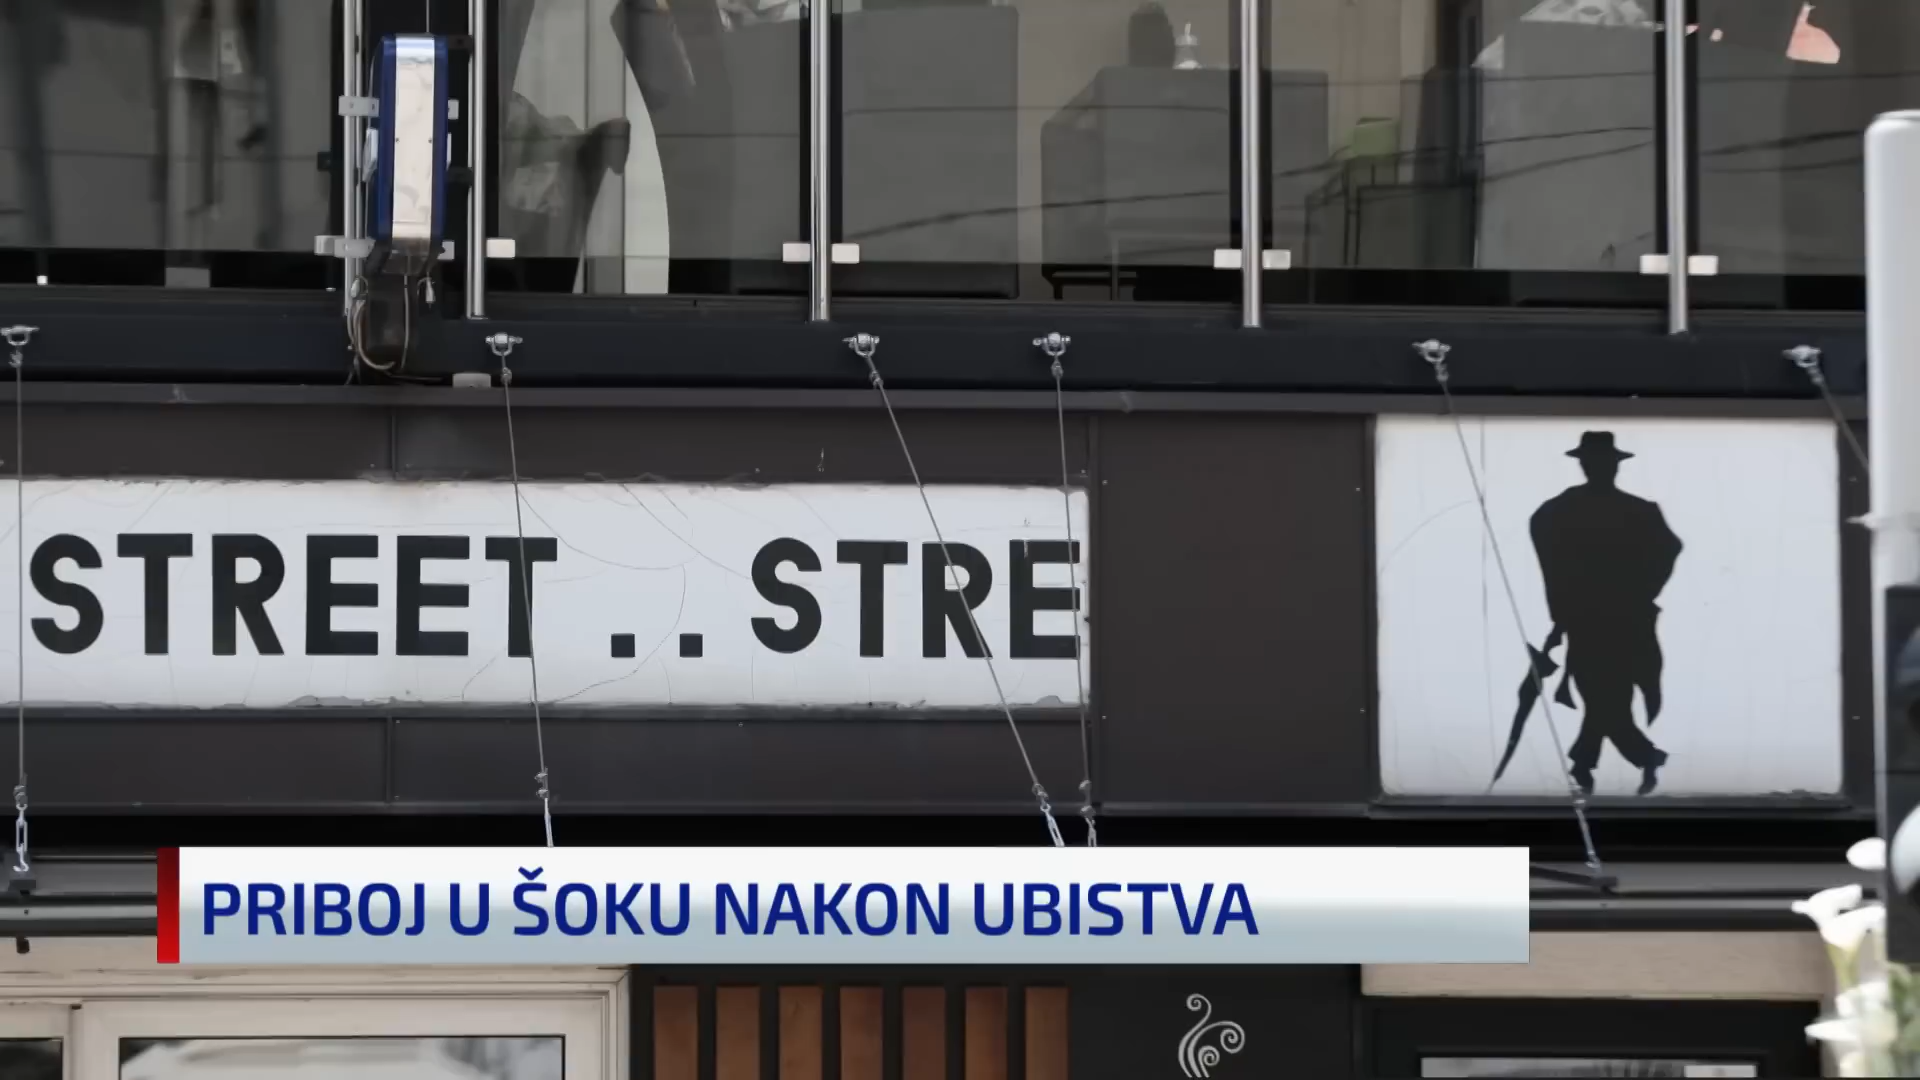 STREET . . STRE
PRIBOJ U ŠOKU NAKON UBISTVA